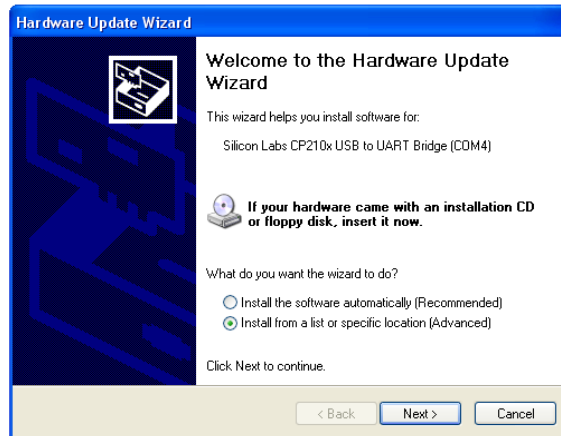 Hardware Update Wizard
Welcome to the Hardware Update
Wizard
This wizard helps you install software for:
Silicon Labs CP210x USB to UART Bridge (COM4)
If your hardware came with an installation CD
or floppy disk, insert it now.
What do you want the wizard to do?
Install the software automatically (Recommended)
Install from a list or specific location (Advanced)
Click Next to continue.
< Back
Next >
Cancel